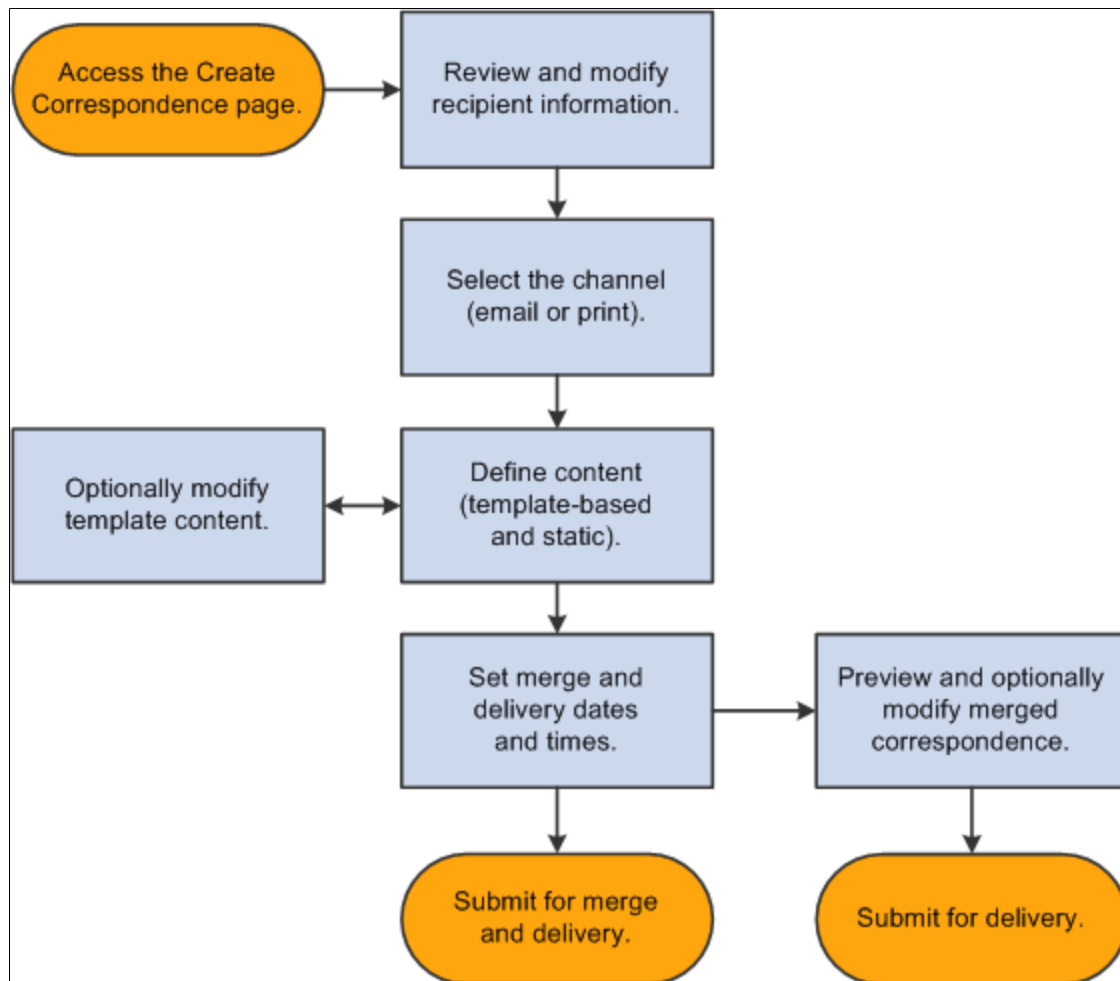 Access the Create
Correspondence page.
Review and modify
recipient information.
Select the channel
(email or print).
Optionally modify
template content.
Define content
(template-based
and static).
Set merge and
delivery dates
and times.
Preview and optionally
modify merged
correspondence.
Submit for merge
and delivery.
Submit for delivery.